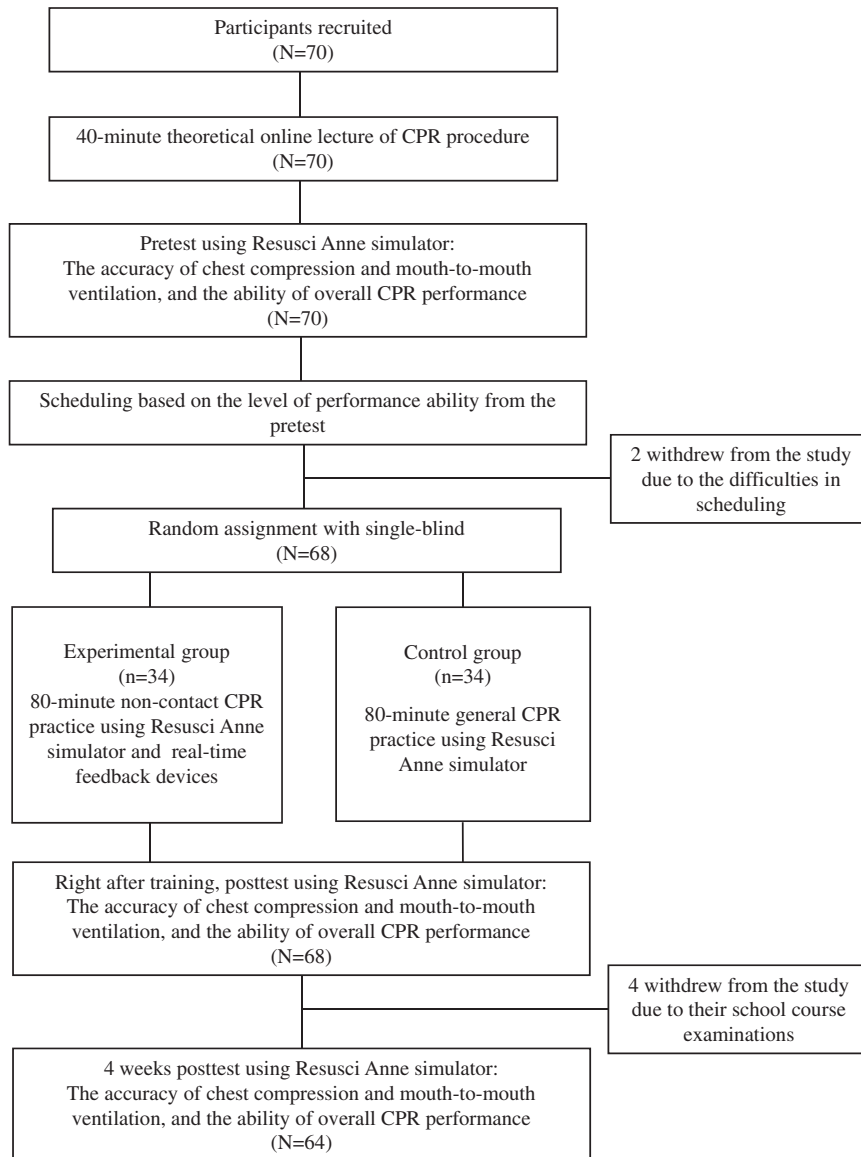 Participants recruited
(N=70)
40-minute theoretical online lecture of CPR procedure
(N=70)
Pretest using Resusci Anne simulator:
The accuracy of chest compression and mouth-to-mouth
ventilation, and the ability of overall CPR performance
(N=70)
Scheduling based on the level of performance ability from the
pretest
2 withdrew from the study
due to the difficulties in
scheduling
Random assignment with single-blind
(N=68)
Experimental group
(n=34)
80-minute non-contact CPR
practice using Resusci Anne
simulator and real-time
feedback devices
Control group
(n=34)
80-minute general CPR
practice using Resusci
Anne simulator
Right after training, posttest using Resusci Anne simulator:
The accuracy of chest compression and mouth-to-mouth
ventilation, and the ability of overall CPR performance
(N=68)
4 withdrew from the study
due to their school course
examinations
4 weeks posttest using Resusci Anne simulator:
The accuracy of chest compression and mouth-to-mouth
ventilation, and the ability of overall CPR performance
(N=64)